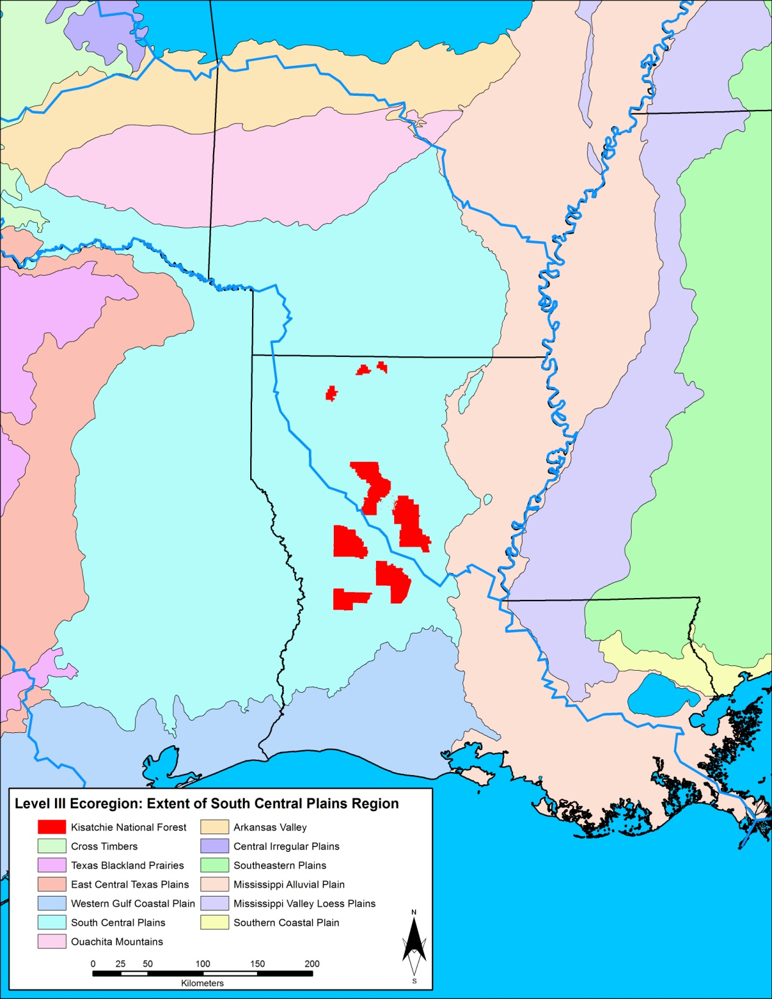 Level III Ecoregion: Extent of South Central Plains Region
Kisatchie National Forest
Cross Timbers
Texas Blackland Prairies
East Central Texas Plains
Western Gulf Coastal Plain
South Central Plains
Ouachita Mountains
Arkansas Valley
Central Irregular Plains
Southeastern Plains
Mississippi Alluvial Plain
Mississippi Valley Loess Plains
Southern Coastal Plain
N
S
0 25 50 100 150 200
Kilometers